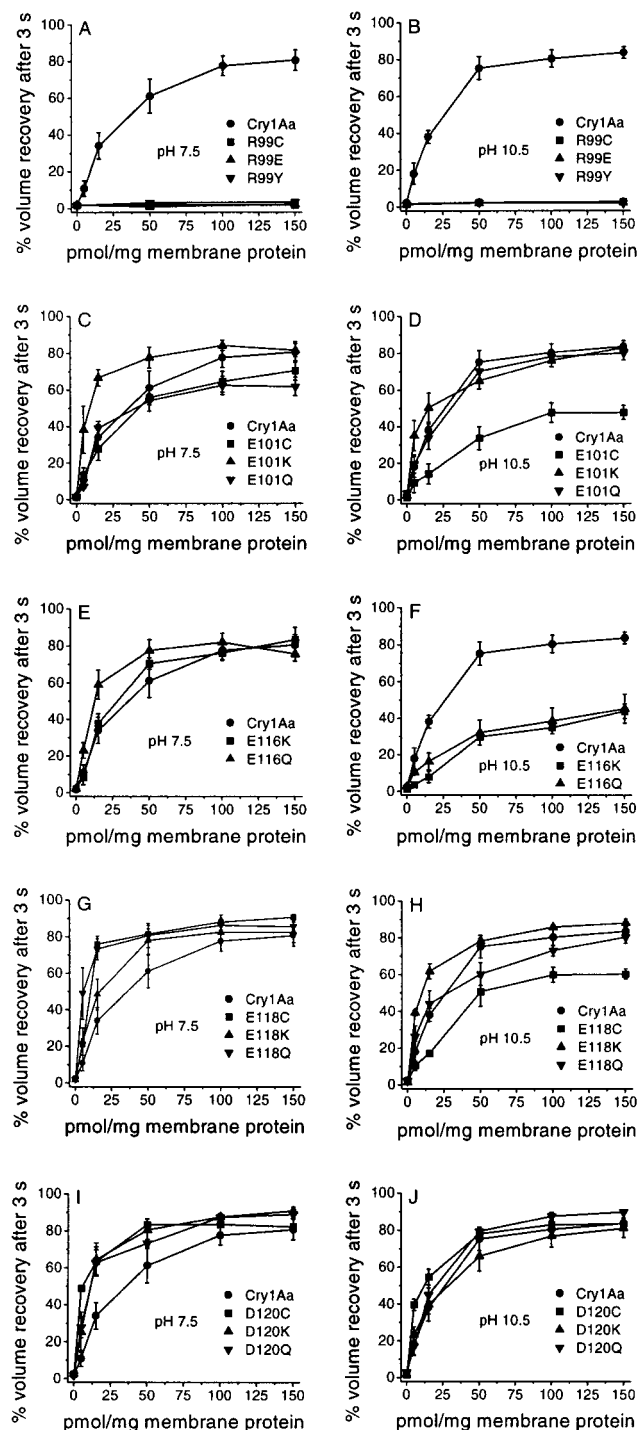 A
% volume recovery after 3 s
100
80
60
40
20
0
Cry1Aa
R99C
R99E
R99Y
pH 7.5
0 25 50 75 100 125 150
pmol/mg membrane protein
B
% volume recovery after 3 s
100
80
60
40
20
0
Cry1Aa
R99C
R99E
R99Y
pH 10.5
0 25 50 75 100 125 150
pmol/mg membrane protein
C
% volume recovery after 3 s
100
80
60
40
20
0
pH 7.5
Cry1Aa
E101C
E101K
E101Q
0 25 50 75 100 125 150
pmol/mg membrane protein
D
% volume recovery after 3 s
100
80
60
40
20
0
pH 10.5
Cry1Aa
E101C
E101K
E101Q
0 25 50 75 100 125 150
pmol/mg membrane protein
E
% volume recovery after 3 s
100
80
60
40
20
0
pH 7.5
Cry1Aa
E116K
E116Q
0 25 50 75 100 125 150
pmol/mg membrane protein
F
% volume recovery after 3 s
100
80
60
40
20
0
pH 10.5
Cry1Aa
E116K
E116Q
0 25 50 75 100 125 150
pmol/mg membrane protein
G
% volume recovery after 3 s
100
80
60
40
20
0
pH 7.5
Cry1Aa
E118C
E118K
E118Q
0 25 50 75 100 125 150
pmol/mg membrane protein
H
% volume recovery after 3 s
100
80
60
40
20
0
pH 10.5
Cry1Aa
E118C
E118K
E118Q
0 25 50 75 100 125 150
pmol/mg membrane protein
I
% volume recovery after 3 s
100
80
60
40
20
0
pH 7.5
Cry1Aa
D120C
D120K
D120Q
0 25 50 75 100 125 150
pmol/mg membrane protein
J
% volume recovery after 3 s
100
80
60
40
20
0
pH 10.5
Cry1Aa
D120C
D120K
D120Q
0 25 50 75 100 125 150
pmol/mg membrane protein